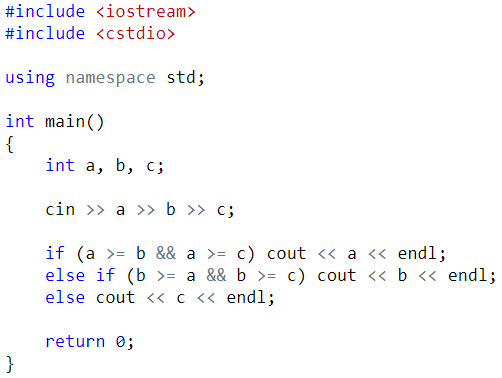 #include <iostream>
#include <cstdio>
using namespace std;
int main()
{
    int a, b, c;
    cin >> a >> b >> c;
    if (a >= b && a >= c) cout << a << endl;
    else if (b >= a && b >= c) cout << b << endl;
    else cout << c << endl;
    return 0;
}